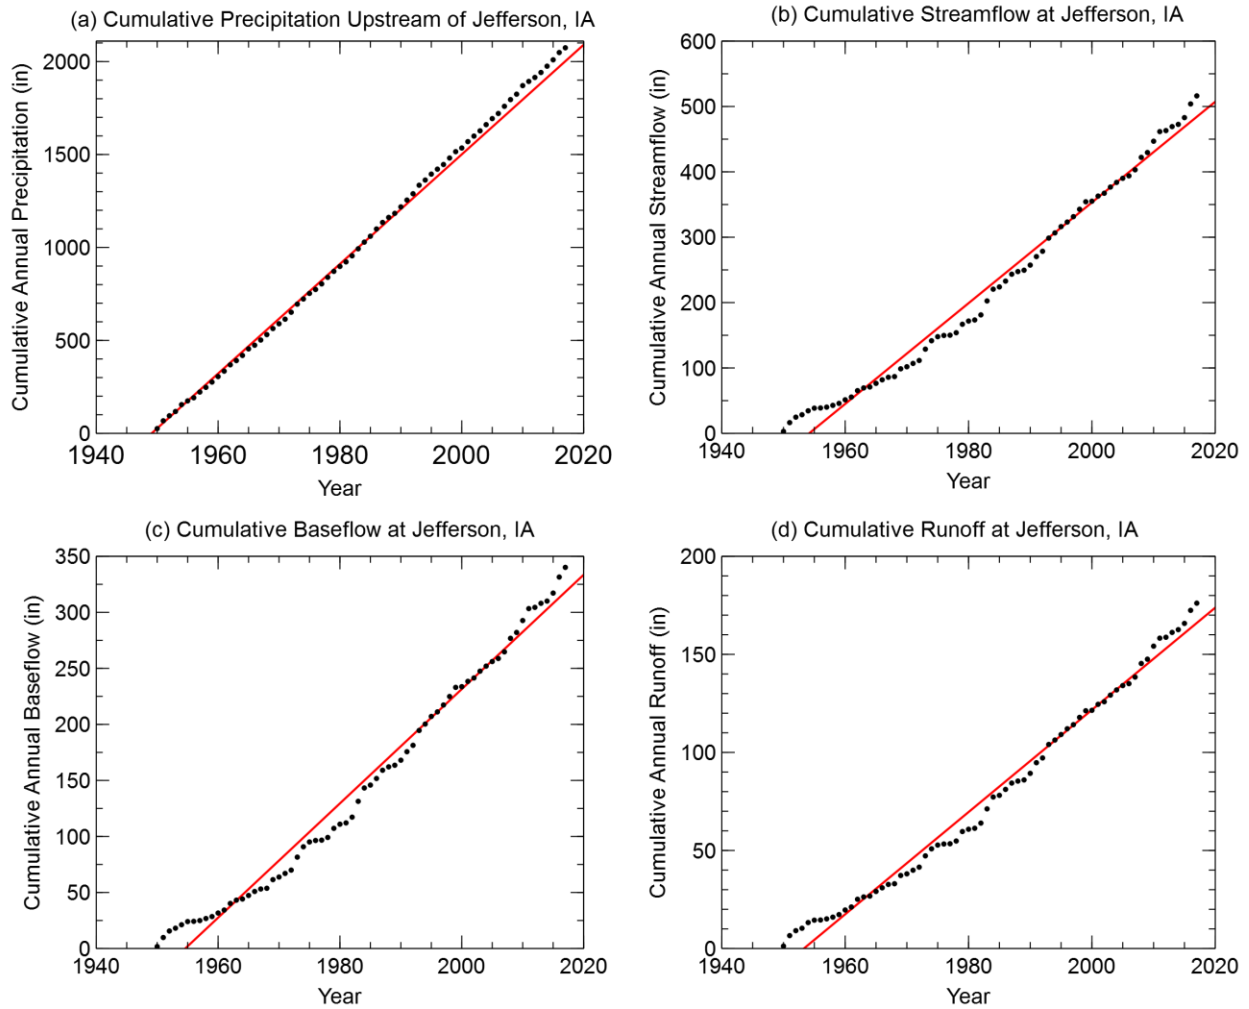 (a) Cumulative Precipitation Upstream of Jefferson, IA
Cumulative Annual Precipitation (in)
2000
1500
1000
500
0
1940 1960 1980 2000 2020
Year
(b) Cumulative Streamflow at Jefferson, IA
Cumulative Annual Streamflow (in)
600
500
400
300
200
100
0
1940 1960 1980 2000 2020
Year
(c) Cumulative Baseflow at Jefferson, IA
Cumulative Annual Baseflow (in)
350
300
250
200
150
100
50
0
1940 1960 1980 2000 2020
Year
(d) Cumulative Runoff at Jefferson, IA
Cumulative Annual Runoff (in)
200
150
100
50
0
1940 1960 1980 2000 2020
Year